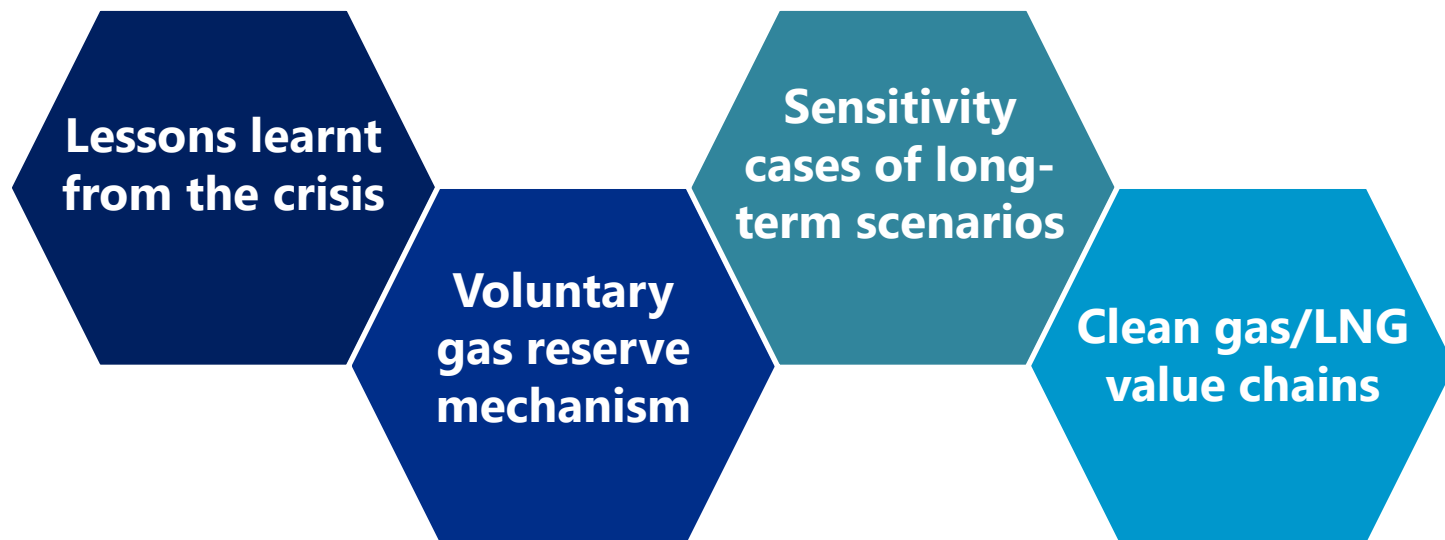 Lessons learnt
from the crisis
Voluntary
gas reserve
mechanism
Sensitivity
cases of long-
term scenarios
Clean gas/LNG
value chains